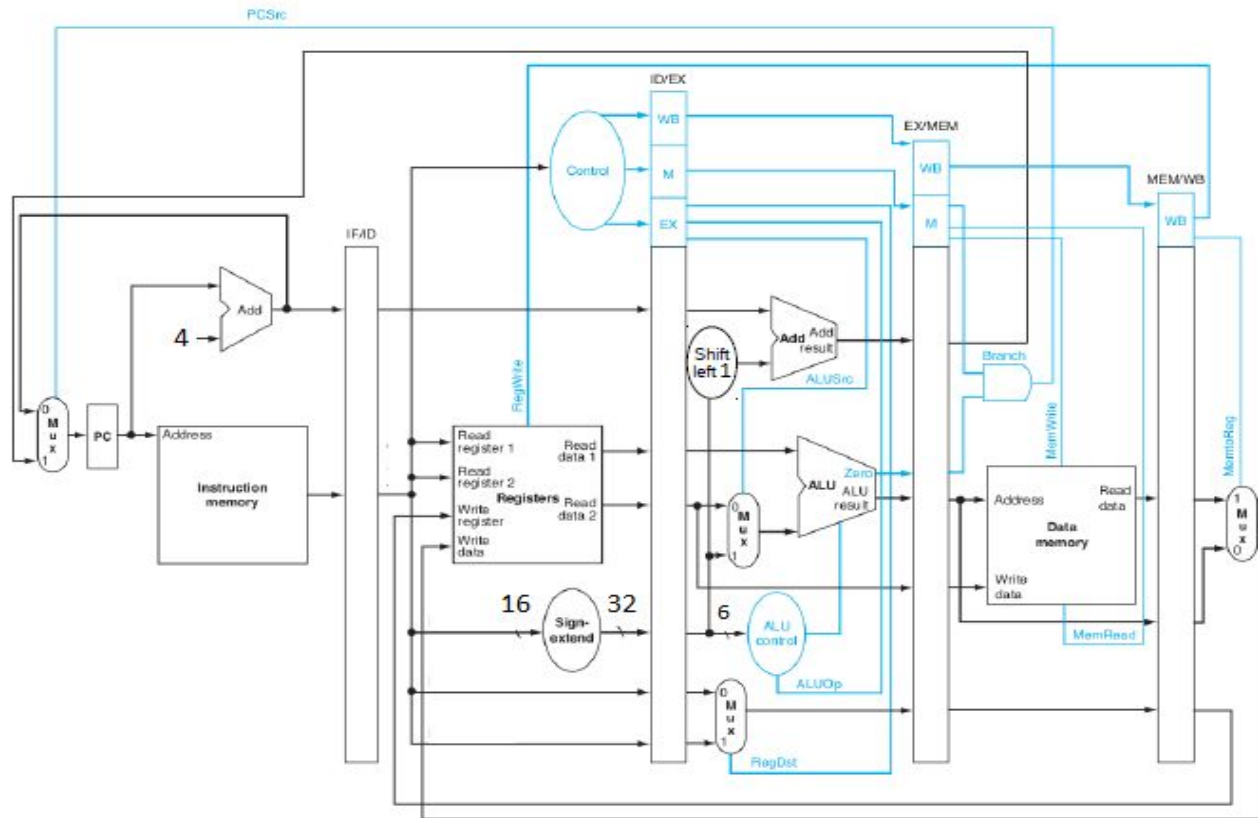 PCSrc
ID/EX
WB
EX/MEM
Control
M
WB
MEM/WB
EX
M
WB
IF/ID
Add
4
Add
Add
result
Shift
left 1
Branch
ALUSrc
RegWrite
MemWrite
MemtoReg
0
Mux
1
PC
Address
Instruction
memory
Read
register 1
Read
data 1
Read
register 2
Registers
Read
data 2
Write
register
Write
data
0
Mux
1
Zero
ALU
ALU
result
Address
Read
data
Data
memory
Write
data
1
Mux
0
16
Sign-
extend
32
6
ALU
control
MemRead
ALUOp
0
Mux
1
RegDst